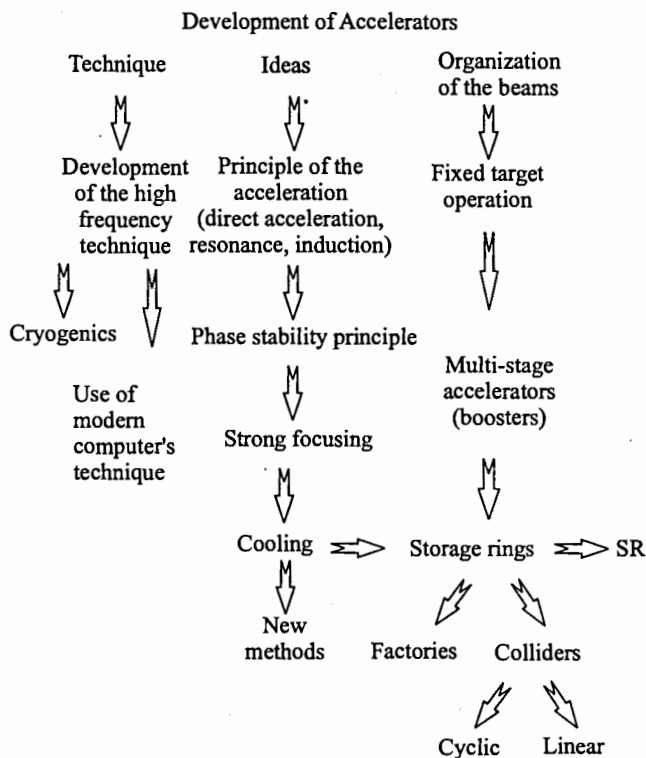 Development of Accelerators
Technique
Ideas
Organization
of the beams
Development
of the high
frequency
technique
Principle of the
acceleration
(direct acceleration,
resonance, induction)
Fixed target
operation
Cryogenics
Phase stability principle
Use of
modern
computer's
technique
Strong focusing
Multi-stage
accelerators
(boosters)
Cooling
Storage rings
SR
New
methods
Factories
Colliders
Cyclic
Linear